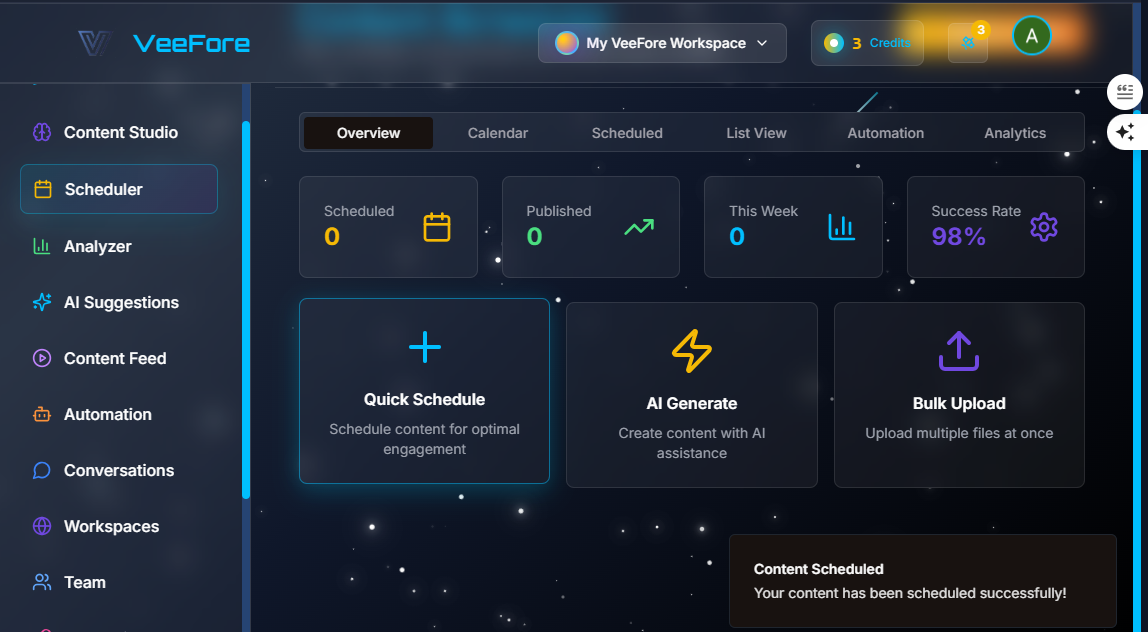 VeeFore
My VeeFore Workspace
3 Credits
3
A
Content Studio
Scheduler
Analyzer
AI Suggestions
Content Feed
Automation
Conversations
Workspaces
Team
Overview
Calendar
Scheduled
List View
Automation
Analytics
Scheduled
0
Published
0
This Week
0
Success Rate
98%
Quick Schedule
Schedule content for optimal
engagement
AI Generate
Create content with AI
assistance
Bulk Upload
Upload multiple files at once
Content Scheduled
Your content has been scheduled successfully!